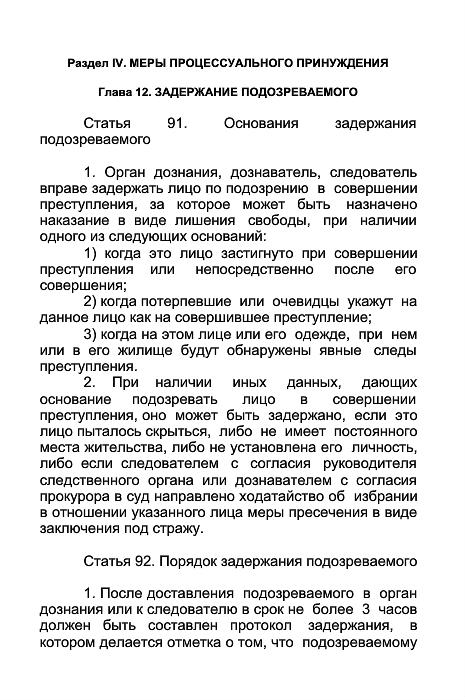 Раздел IV. МЕРЫ ПРОЦЕССУАЛЬНОГО ПРИНУЖДЕНИЯ
Глава 12. ЗАДЕРЖАНИЕ ПОДОЗРЕВАЕМОГО
Статья 91. Основания задержания
подозреваемого
1. Орган дознания, дознаватель, следователь
вправе задержать лицо по подозрению в совершении
преступления, за которое может быть назначено
наказание в виде лишения свободы, при наличии
одного из следующих оснований:
1) когда это лицо застигнуто при совершении
преступления или непосредственно после его
совершения;
2) когда потерпевшие или очевидцы укажут на
данное лицо как на совершившее преступление;
3) когда на этом лице или его одежде, при нем
или в его жилище будут обнаружены явные следы
преступления.
2. При наличии иных данных, дающих
основание подозревать лицо в совершении
преступления, оно может быть задержано, если это
лицо пыталось скрыться, либо не имеет постоянного
места жительства, либо не установлена его личность,
либо если следователем с согласия руководителя
следственного органа или дознавателем с согласия
прокурора в суд направлено ходатайство об избрании
в отношении указанного лица меры пресечения в виде
заключения под стражу.
Статья 92. Порядок задержания подозреваемого
1. После доставления подозреваемого в орган
дознания или к следователю в срок не более 3 часов
должен быть составлен протокол задержания, в
котором делается отметка о том, что подозреваемому